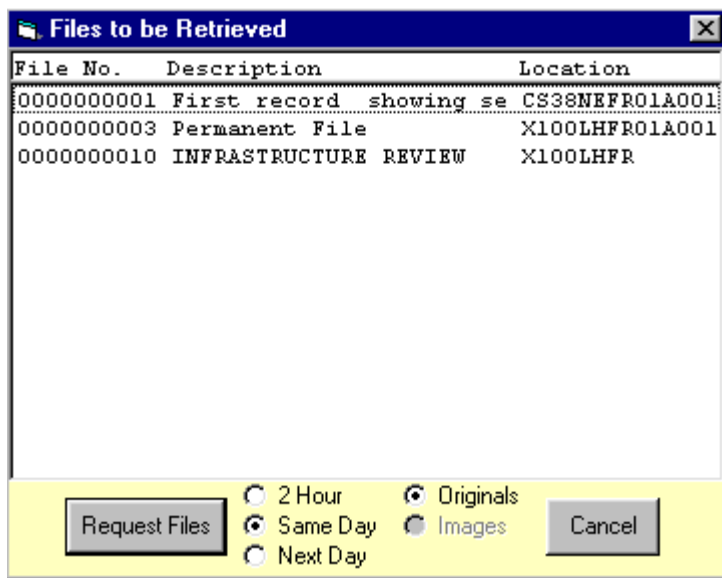 Files to be Retrieved
File No. Description Location
0000000001 First record showing se CS38NEFR01A001
0000000003 Permanent File X100LHFR01A001
0000000010 INFRASTRUCTURE REVIEW X100LHFR
2 Hour Originals
Request Files Same Day Images Cancel
Next Day